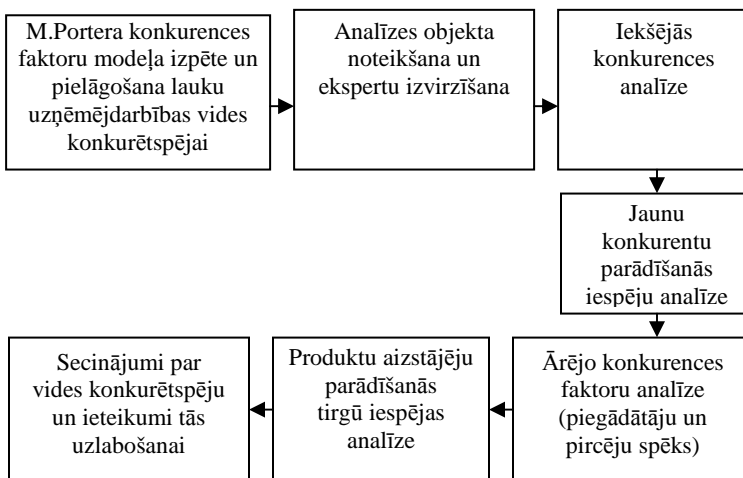 M.Portera konkurences
faktoru modeļa izpēte un
pielāgošana lauku
uzņēmējdarbības vides
konkurētspējai
Analīzes objekta
noteikšana un
ekspertu izvirzīšana
Iekšējās
konkurences
analīze
Jaunu
konkurentu
parādīšanās
iespēju analīze
Ārējo konkurences
faktoru analīze
(piegādātāju un
pircēju spēks)
Produktu aizstājēju
parādīšanās
tirgū iespējas
analīze
Secinājumi par
vides konkurētspēju
un ieteikumi tās
uzlabošanai